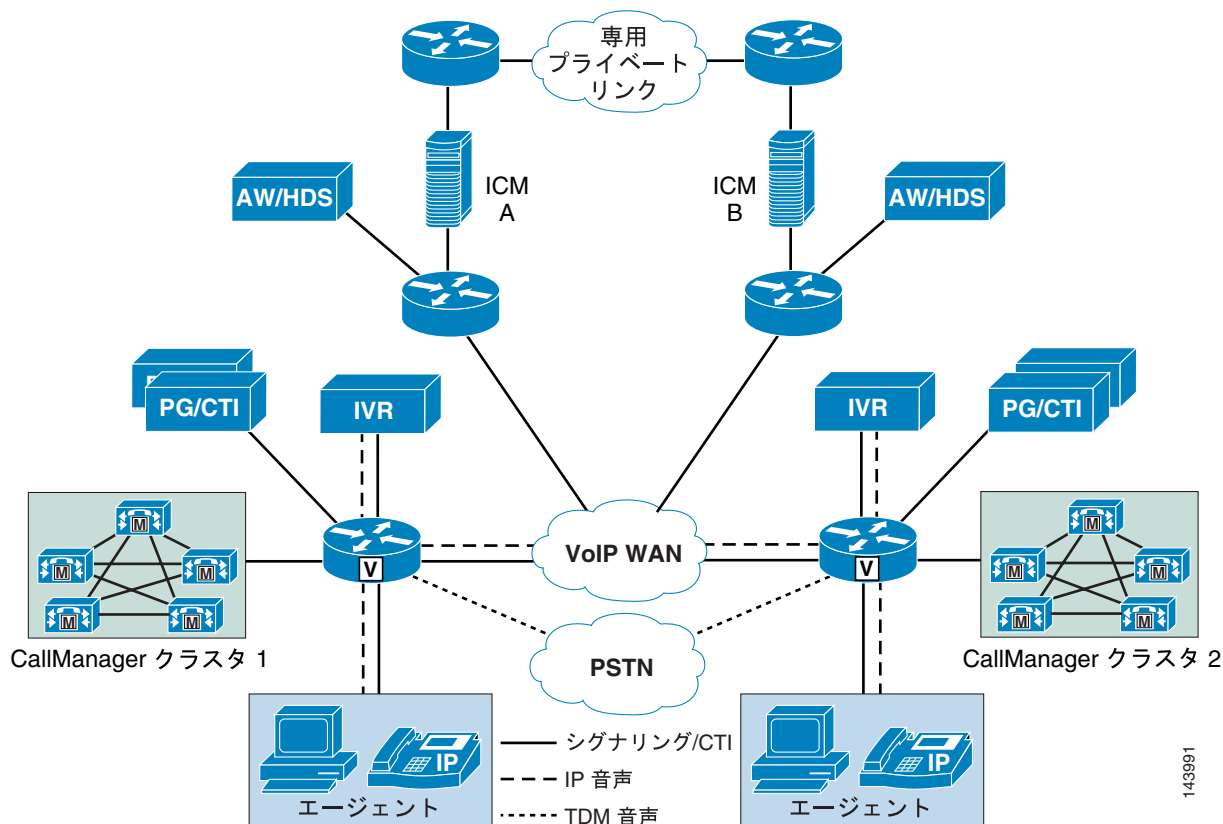 専用
プライベート
リンク
ICM
A
ICM
B
AW/HDS
AW/HDS
PG/CTI
IVR
IVR
PG/CTI
M
M
M
M
M
V
VoIP WAN
V
M
M
M
M
M
CallManager クラスタ 1
PSTN
CallManager クラスタ 2
IP
エージェント
シグナリング/CTI
IP 音声
TDM 音声
IP
エージェント
143991